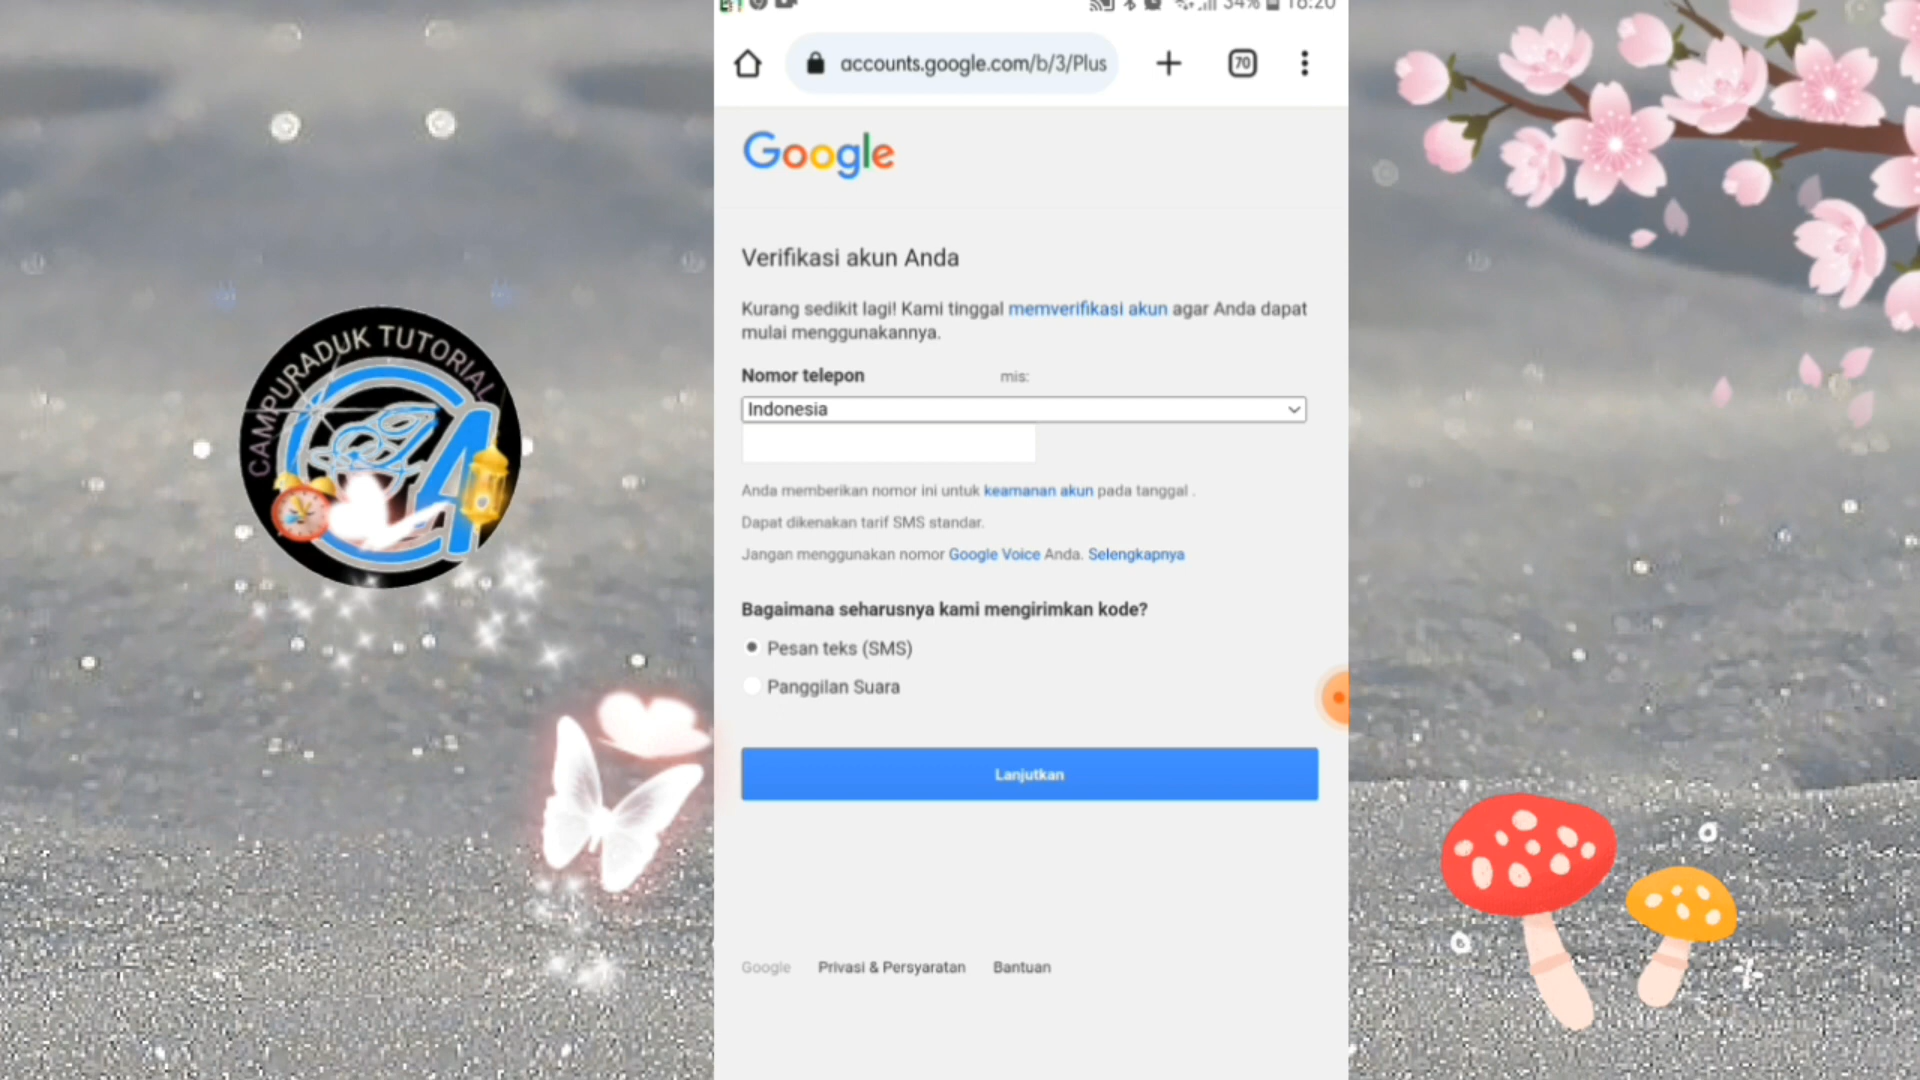 CAMPURADUK TUTORIAL
accounts.google.com/b/3/Plus
70
Google
Verifikasi akun Anda
Kurang sedikit lagi! Kami tinggal memverifikasi akun agar Anda dapat
mulai menggunakannya.
Nomor telepon mis:
Indonesia
Anda memberikan nomor ini untuk keamanan akun pada tanggal .
Dapat dikenakan tarif SMS standar.
Jangan menggunakan nomor Google Voice Anda. Selengkapnya
Bagaimana seharusnya kami mengirimkan kode?
Pesan teks (SMS)
Panggilan Suara
Lanjutkan
Google Privasi & Persyaratan Bantuan